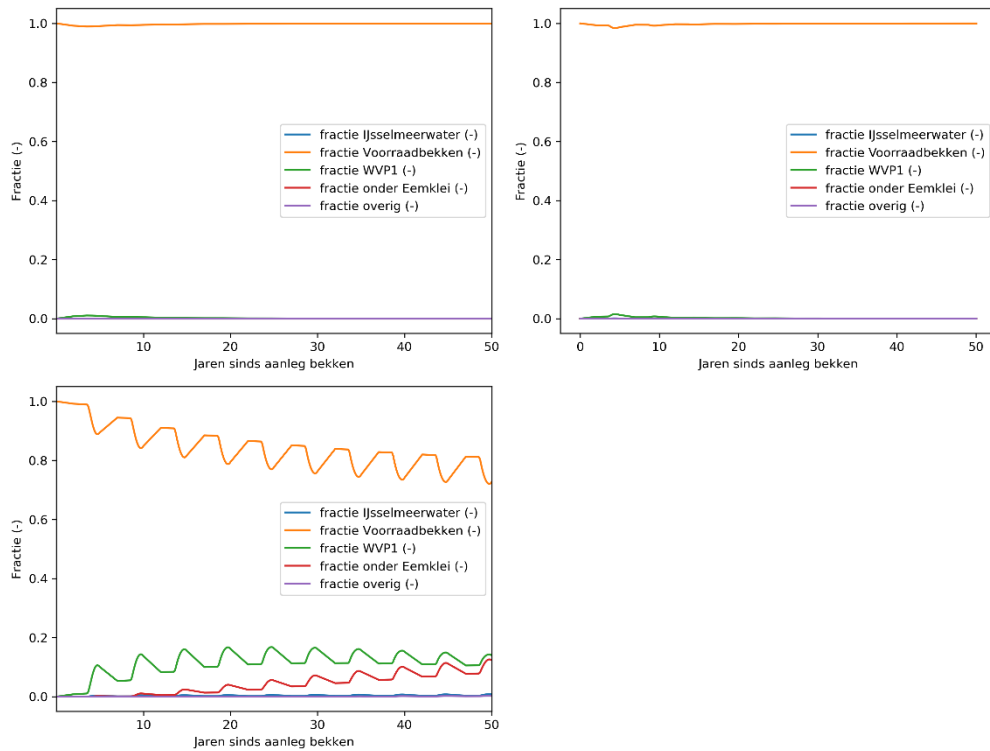 1.0
0.8
0.6
0.4
0.2
0.0
Fractie (-)
fractie IJsselmeerwater (-)
fractie Voorraadbekken (-)
fractie WVP1 (-)
fractie onder Eemklei (-)
fractie overig (-)
10 20 30 40 50
Jaren sinds aanleg bekken
1.0
0.8
0.6
0.4
0.2
0.0
Fractie (-)
fractie IJsselmeerwater (-)
fractie Voorraadbekken (-)
fractie WVP1 (-)
fractie onder Eemklei (-)
fractie overig (-)
0 10 20 30 40 50
Jaren sinds aanleg bekken
1.0
0.8
0.6
0.4
0.2
0.0
Fractie (-)
fractie IJsselmeerwater (-)
fractie Voorraadbekken (-)
fractie WVP1 (-)
fractie onder Eemklei (-)
fractie overig (-)
10 20 30 40 50
Jaren sinds aanleg bekken